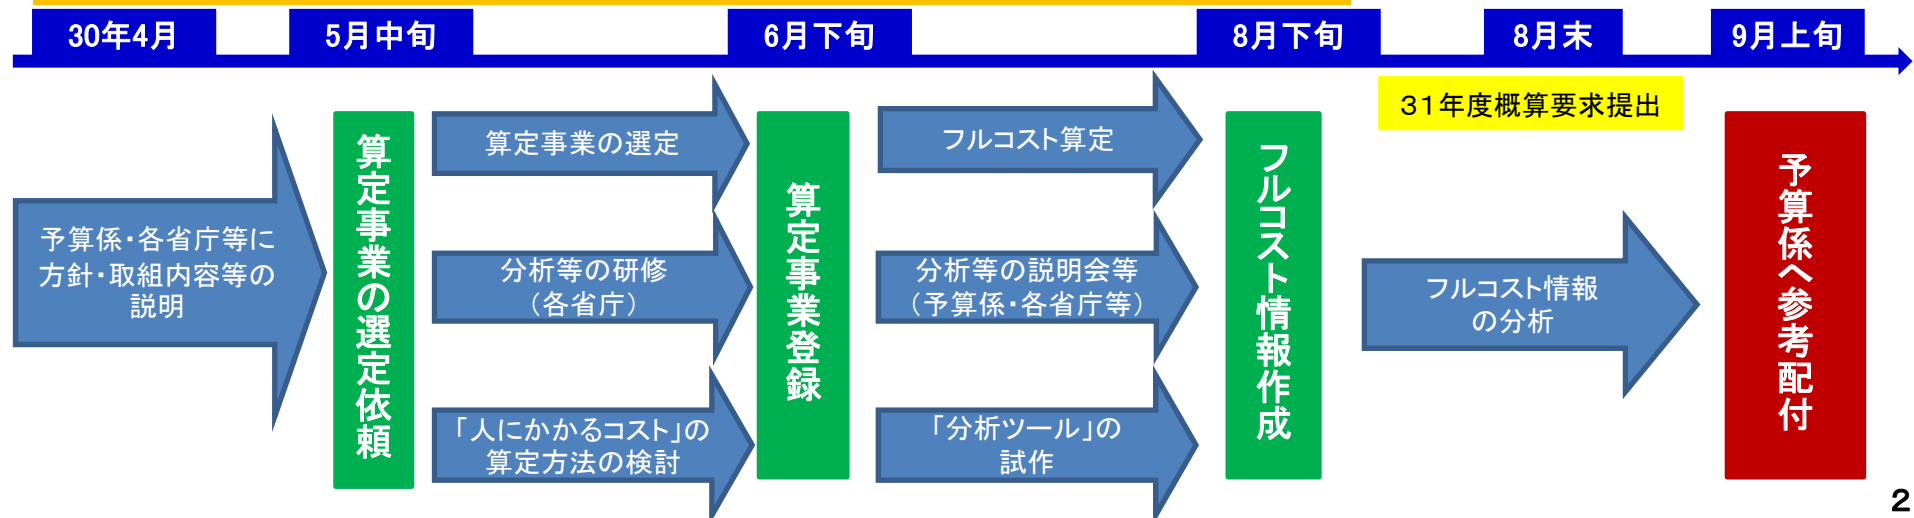 30年4月
5月中旬
6月下旬
8月下旬
8月末
9月上旬
31年度概算要求提出
予算係・各省庁等に
方針・取組内容等の
説明
算定事業の選定依頼
算定事業の選定
分析等の研修
(各省庁)
「人にかかるコスト」の
算定方法の検討
算定事業登録
フルコスト算定
分析等の説明会等
(予算係・各省庁等)
「分析ツール」の
試作
フルコスト情報作成
フルコスト情報
の分析
予算係へ参考配付
2